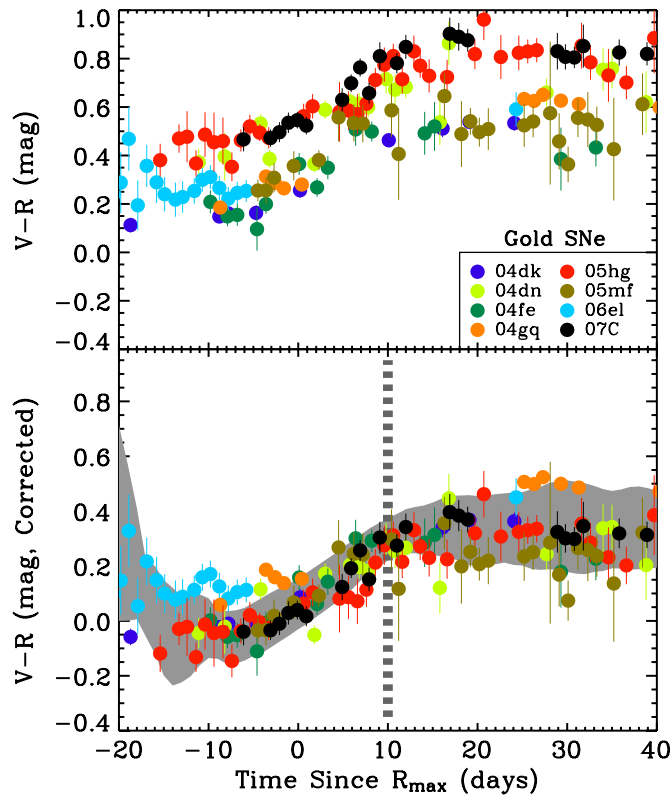 1.0
0.8
0.6
0.4
0.2
0.0
-0.2
-0.4
V-R (mag)
Gold SNe
04dk
04dn
04fe
04gq
05hg
05mf
06el
07C
0.8
0.6
0.4
0.2
0.0
-0.2
-0.4
V-R (mag, Corrected)
-20 -10 0 10 20 30 40
Time Since Rmax (days)